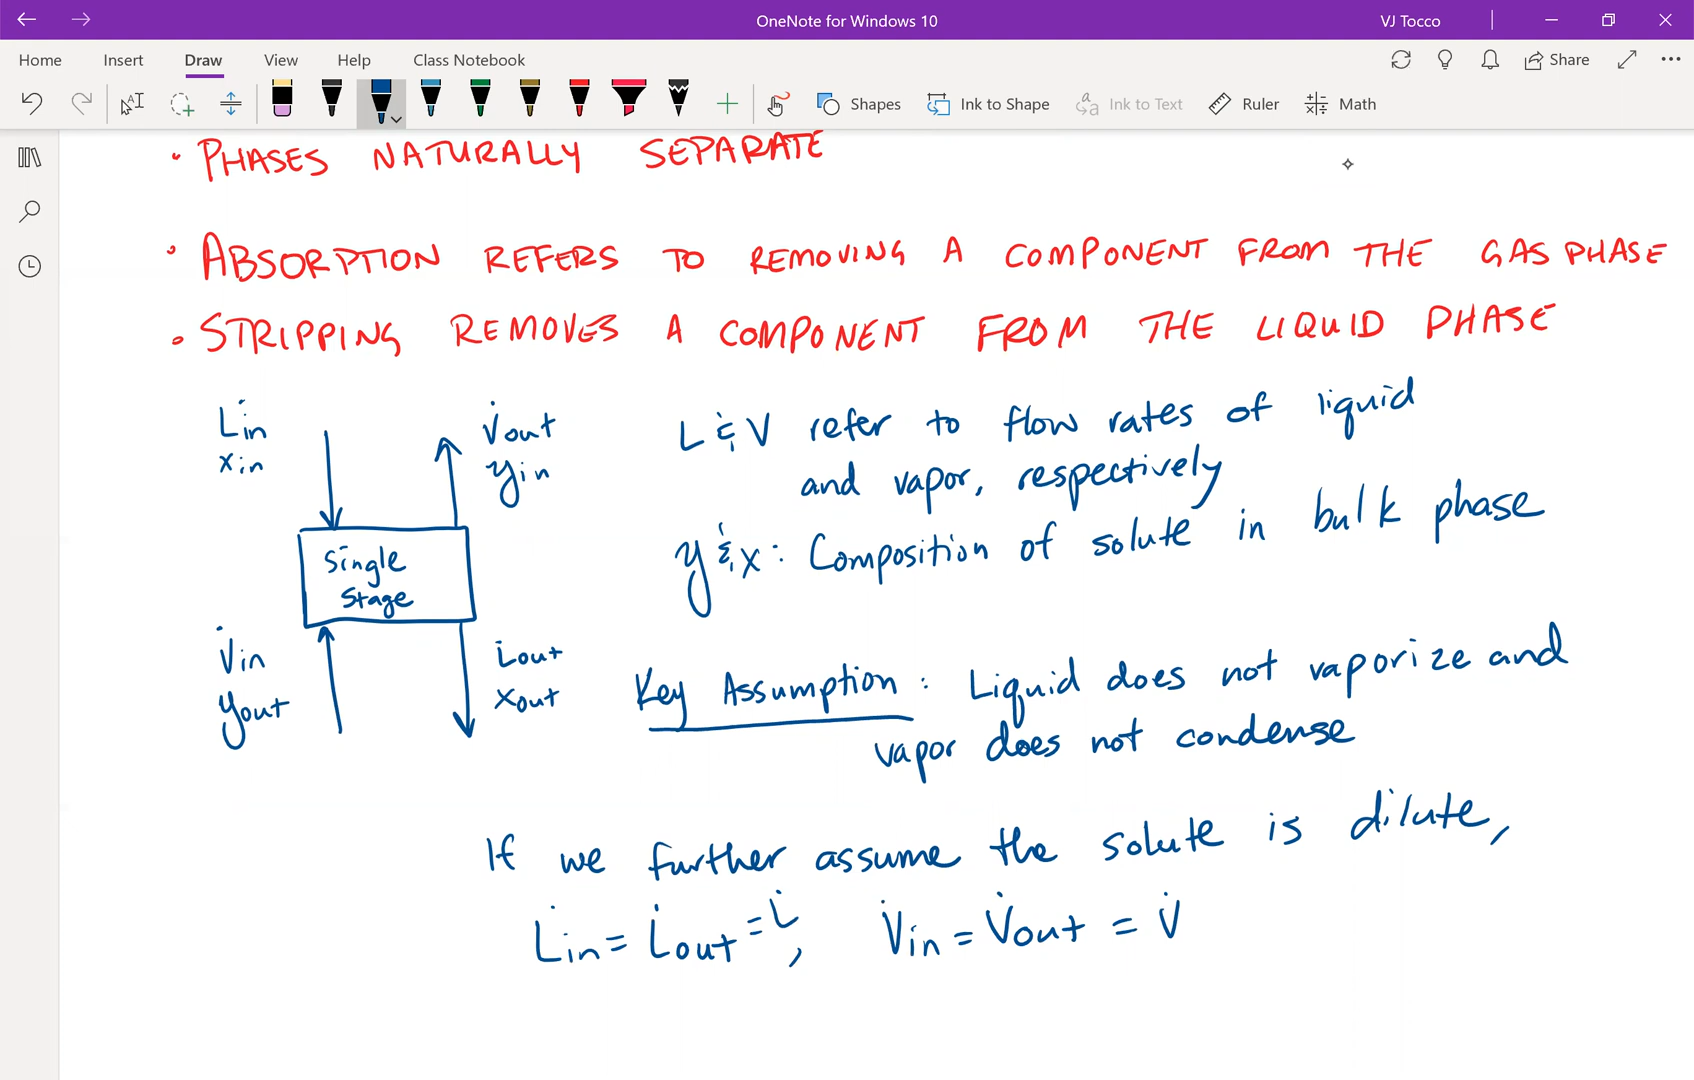 OneNote for Windows 10
VJ Tocco
Home Insert Draw View Help Class Notebook
Share
Shapes Ink to Shape Ink to Text Ruler Math
• PHASES NATURALLY SEPARATE
• ABSORPTION REFERS TO REMOVING A COMPONENT FROM THE GAS PHASE
• STRIPPING REMOVES A COMPONENT FROM THE LIQUID PHASE
L̇in
xin
V̇out
yin
Single
Stage
V̇in
yout
L̇out
xout
L & V refer to flow rates of liquid
and vapor, respectively
y & x : Composition of solute in bulk phase
Key Assumption : Liquid does not vaporize and
vapor does not condense
If we further assume the solute is dilute,
L̇in = L̇out = L̇, V̇in = V̇out = V̇